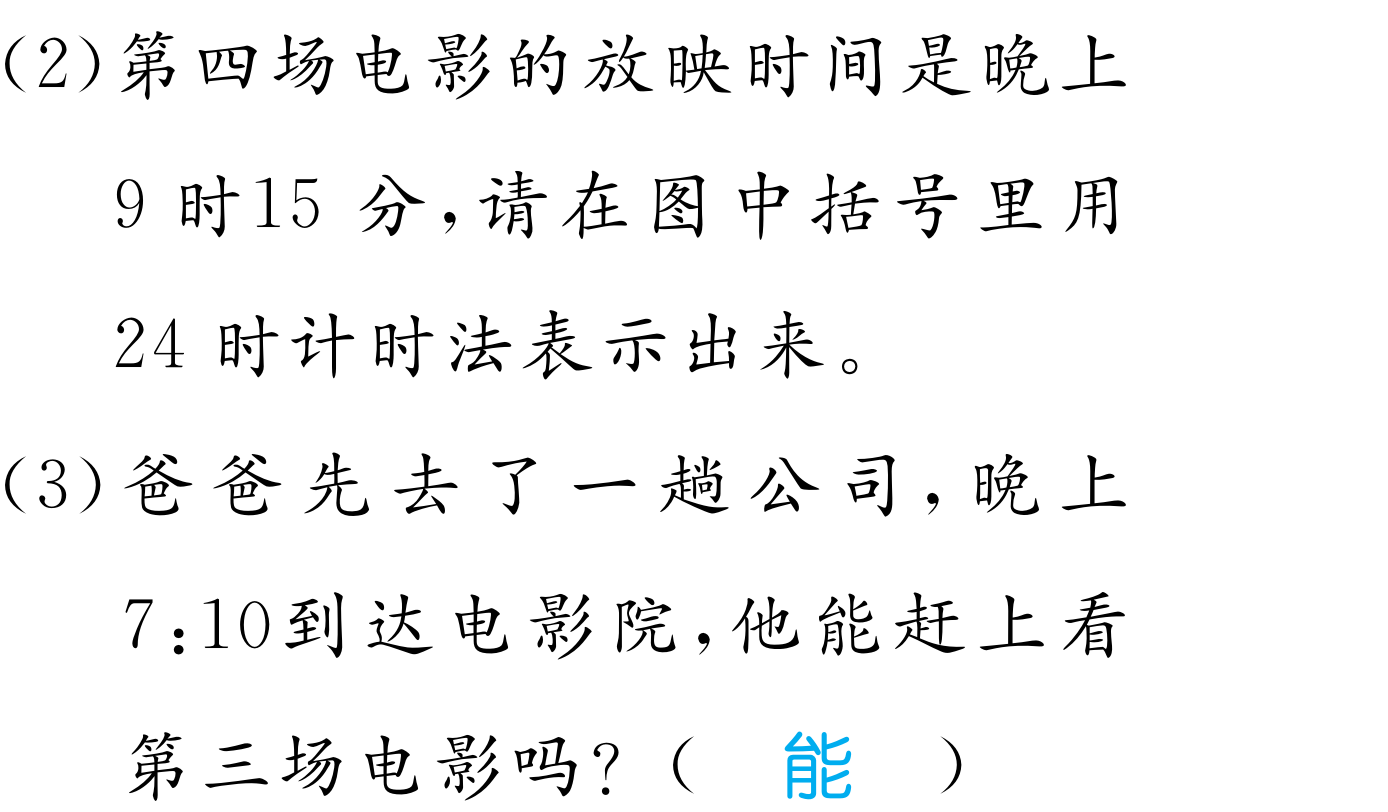 (2)第四场电影的放映时间是晚上
9 时15 分,请在图中括号里用
24 时计时法表示出来。
(3)爸爸先去了一趟公司,晚上
7:10到达电影院,他能赶上看
第三场电影吗?( 能 )